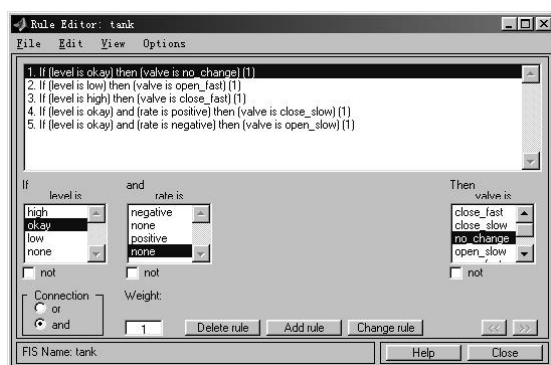 Rule Editor: tank
File Edit View Options
1. If (level is okay) then (valve is no_change) (1)
2. If (level is low) then (valve is open_fast) (1)
3. If (level is high) then (valve is close_fast) (1)
4. If (level is okay) and (rate is positive) then (valve is close_slow) (1)
5. If (level is okay) and (rate is negative) then (valve is open_slow) (1)
If and Then
level is rate is valve is
high negative close_fast
okay none close_slow
low positive no_change
none none open_slow
not not not
Connection Weight:
or
and 1 Delete rule Add rule Change rule << >>
FIS Name: tank Help Close